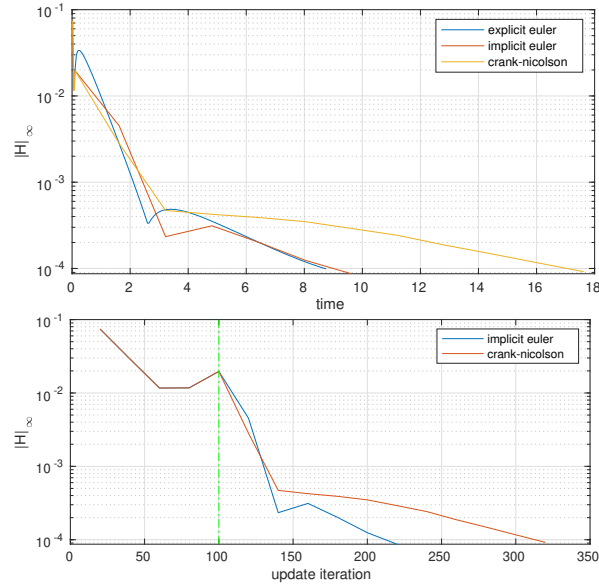 10^-1
10^-2
10^-3
10^-4
|H|_∞
explicit euler
implicit euler
crank-nicolson
0 2 4 6 8 10 12 14 16 18
time
10^-1
10^-2
10^-3
10^-4
|H|_∞
implicit euler
crank-nicolson
0 50 100 150 200 250 300 350
update iteration